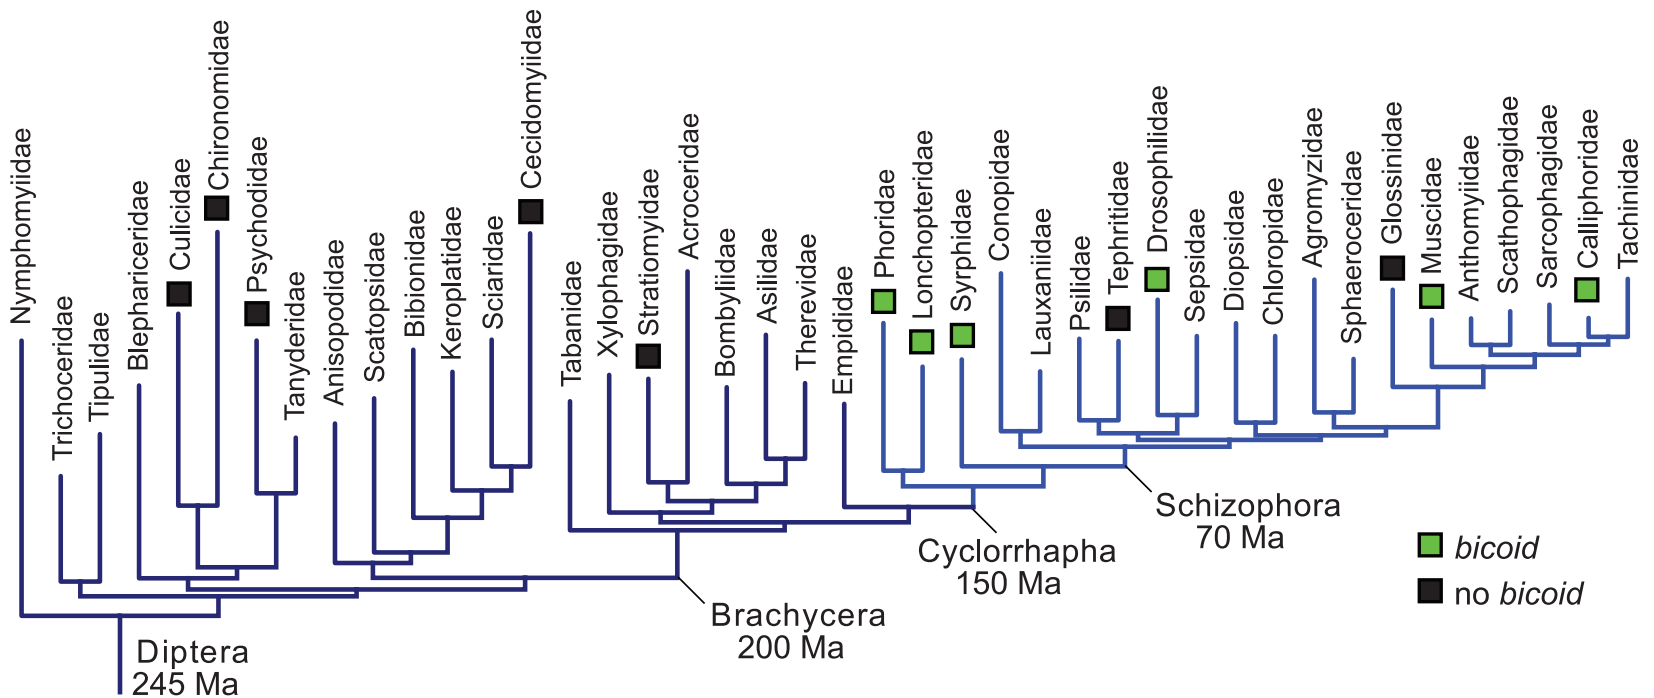 Nymphomyiidae
Trichoceridae
Tipulidae
Blephariceridae
Culicidae
Chironomidae
Psychodidae
Tanyderidae
Anisopodidae
Scatopsidae
Bibionidae
Keroplatidae
Sciaridae
Cecidomyiidae
Tabanidae
Xylophagidae
Stratiomyidae
Acroceridae
Bombyliidae
Asilidae
Therevidae
Empididae
Phoridae
Lonchopteridae
Syrphidae
Conopidae
Lauxaniidae
Psilidae
Tephritidae
Drosophilidae
Sepsidae
Diopsidae
Chloropidae
Agromyzidae
Sphaeroceridae
Glossinidae
Muscidae
Anthomyiidae
Scathophagidae
Sarcophagidae
Calliphoridae
Tachinidae
Schizophora
70 Ma
Cyclorrhapha
150 Ma
Brachycera
200 Ma
Diptera
245 Ma
bicoid
no bicoid